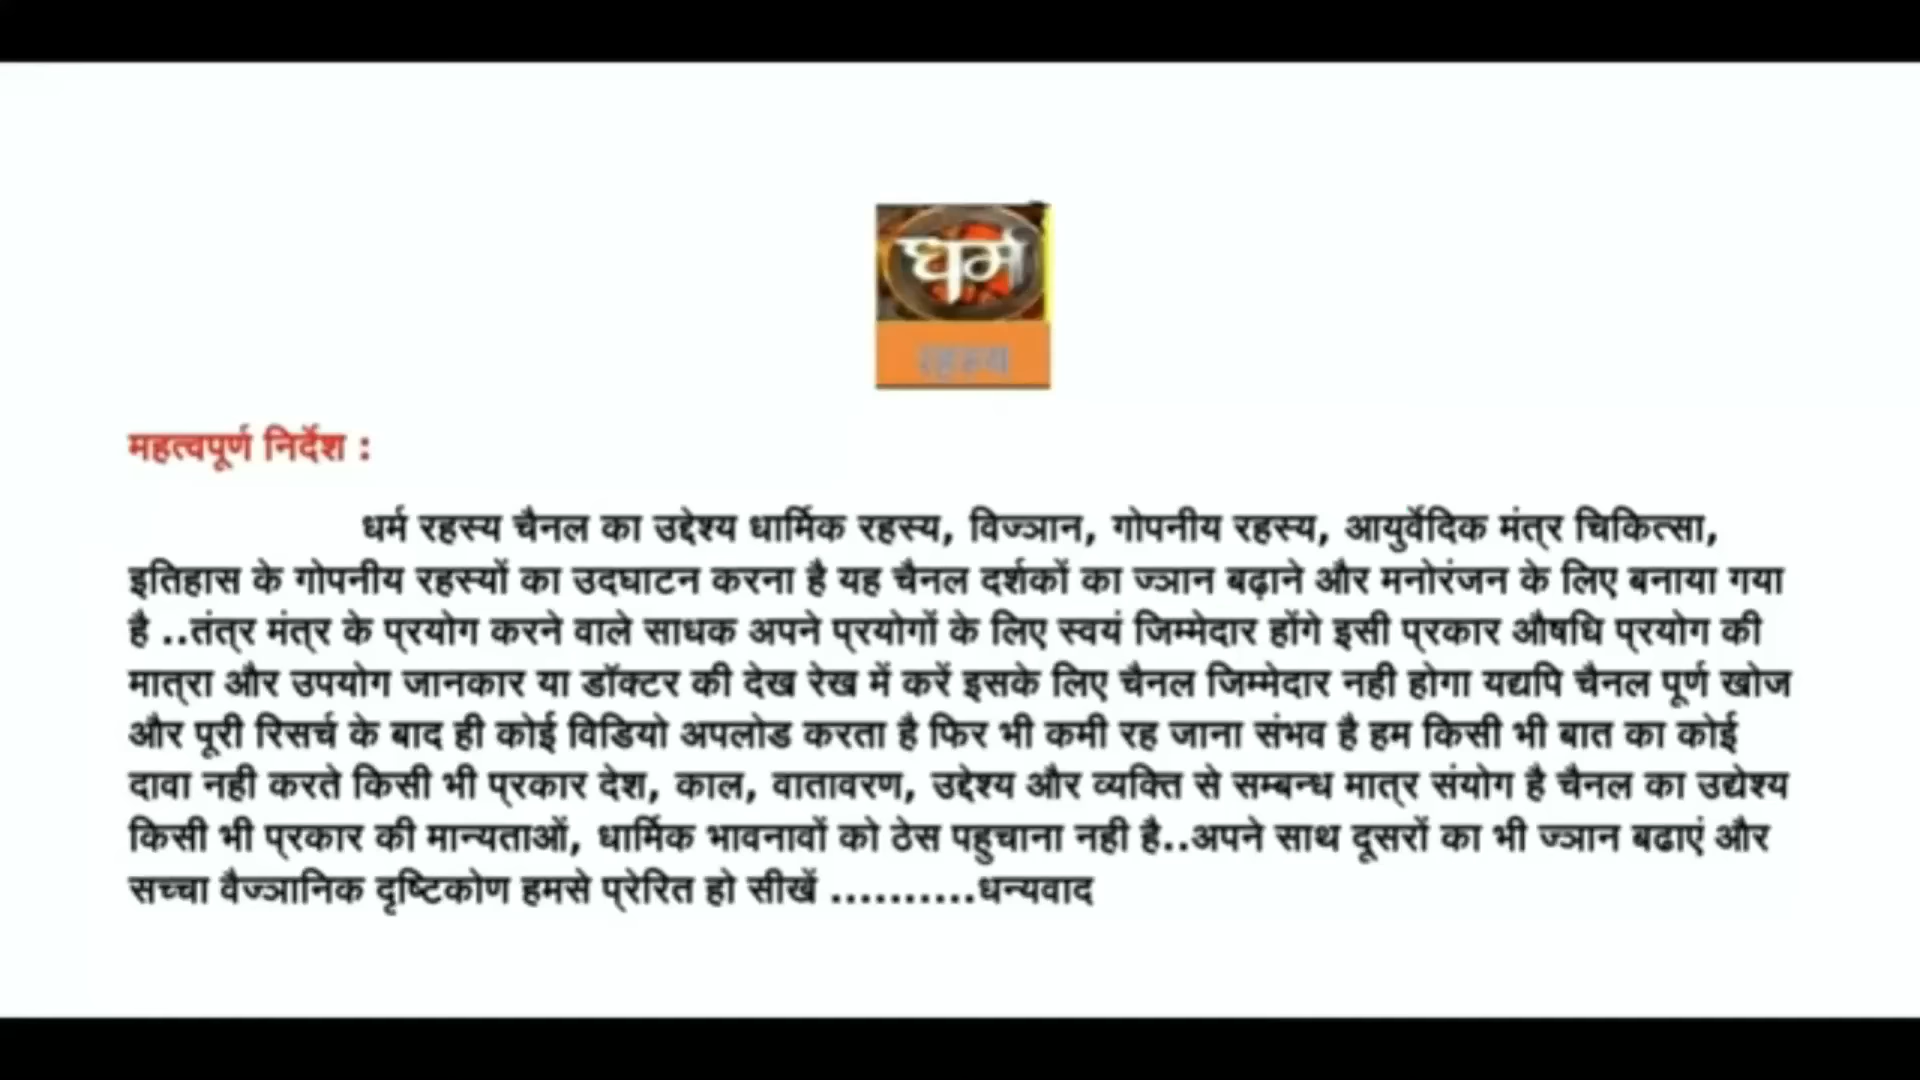 धर्म
रहस्य
महत्वपूर्ण निर्देश :
धर्म रहस्य चैनल का उद्देश्य धार्मिक रहस्य, विज्ञान, गोपनीय रहस्य, आयुर्वेदिक मंत्र चिकित्सा,
इतिहास के गोपनीय रहस्यों का उदघाटन करना है यह चैनल दर्शकों का ज्ञान बढ़ाने और मनोरंजन के लिए बनाया गया
है ..तंत्र मंत्र के प्रयोग करने वाले साधक अपने प्रयोगों के लिए स्वयं जिम्मेदार होंगे इसी प्रकार औषधि प्रयोग की
मात्रा और उपयोग जानकार या डॉक्टर की देख रेख में करें इसके लिए चैनल जिम्मेदार नही होगा यद्यपि चैनल पूर्ण खोज
और पूरी रिसर्च के बाद ही कोई विडियो अपलोड करता है फिर भी कमी रह जाना संभव है हम किसी भी बात का कोई
दावा नही करते किसी भी प्रकार देश, काल, वातावरण, उद्देश्य और व्यक्ति से सम्बन्ध मात्र संयोग है चैनल का उद्येश्य
किसी भी प्रकार की मान्यताओं, धार्मिक भावनावों को ठेस पहुचाना नही है..अपने साथ दूसरों का भी ज्ञान बढाएं और
सच्चा वैज्ञानिक दृष्टिकोण हमसे प्रेरित हो सीखें ..........धन्यवाद